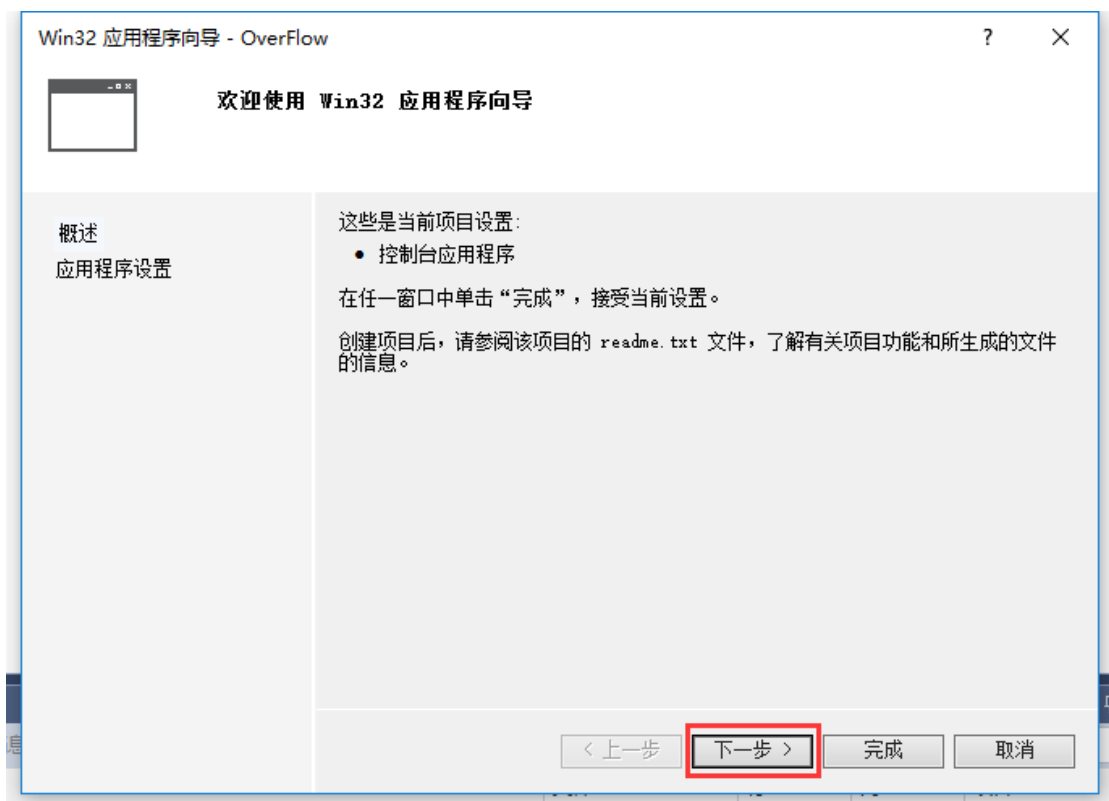 Win32 应用程序向导 - OverFlow
?
欢迎使用 Win32 应用程序向导
概述
应用程序设置
这些是当前项目设置:
• 控制台应用程序
在任一窗口中单击“完成”，接受当前设置。
创建项目后，请参阅该项目的 readme.txt 文件，了解有关项目功能和所生成的文件
的信息。
< 上一步
下一步 >
完成
取消